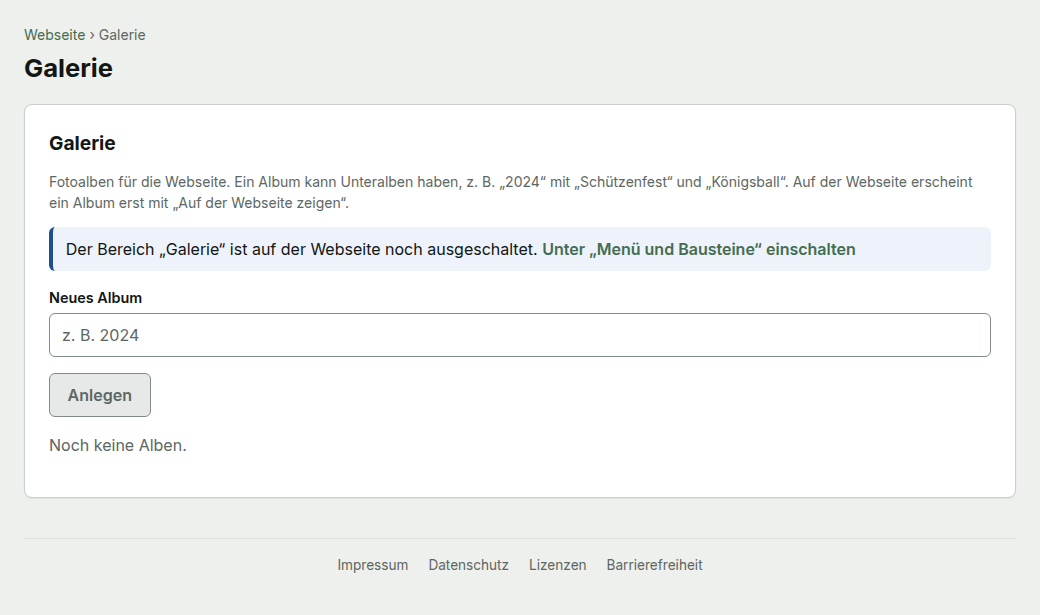 Webseite › Galerie
Galerie
Galerie
Fotoalben für die Webseite. Ein Album kann Unteralben haben, z. B. „2024“ mit „Schützenfest“ und „Königsball“. Auf der Webseite erscheint
ein Album erst mit „Auf der Webseite zeigen“.
Der Bereich „Galerie“ ist auf der Webseite noch ausgeschaltet. Unter „Menü und Bausteine“ einschalten
Neues Album
z. B. 2024
Anlegen
Noch keine Alben.
Impressum Datenschutz Lizenzen Barrierefreiheit